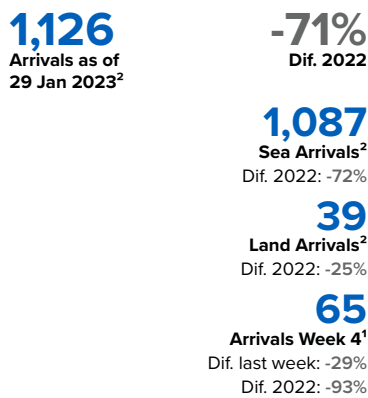 1,126
Arrivals as of
29 Jan 2023²
-71%
Dif. 2022
1,087
Sea Arrivals²
Dif. 2022: -72%
39
Land Arrivals²
Dif. 2022: -25%
65
Arrivals Week 4¹
Dif. last week: -29%
Dif. 2022: -93%